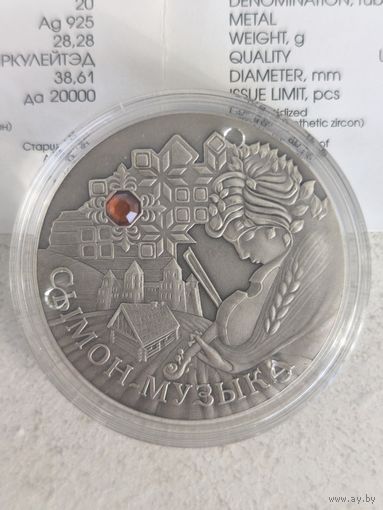 20
Ag 925
28,28
РКУЛЕЙТЭД
38,61
Да 20000
DENOMINATION,
METAL
WEIGHT, g
QUALITY
DIAMETER, mm
ISSUE LIMIT, pcs
Старш
СЫМОН-МУЗЫКА
www.ay.by